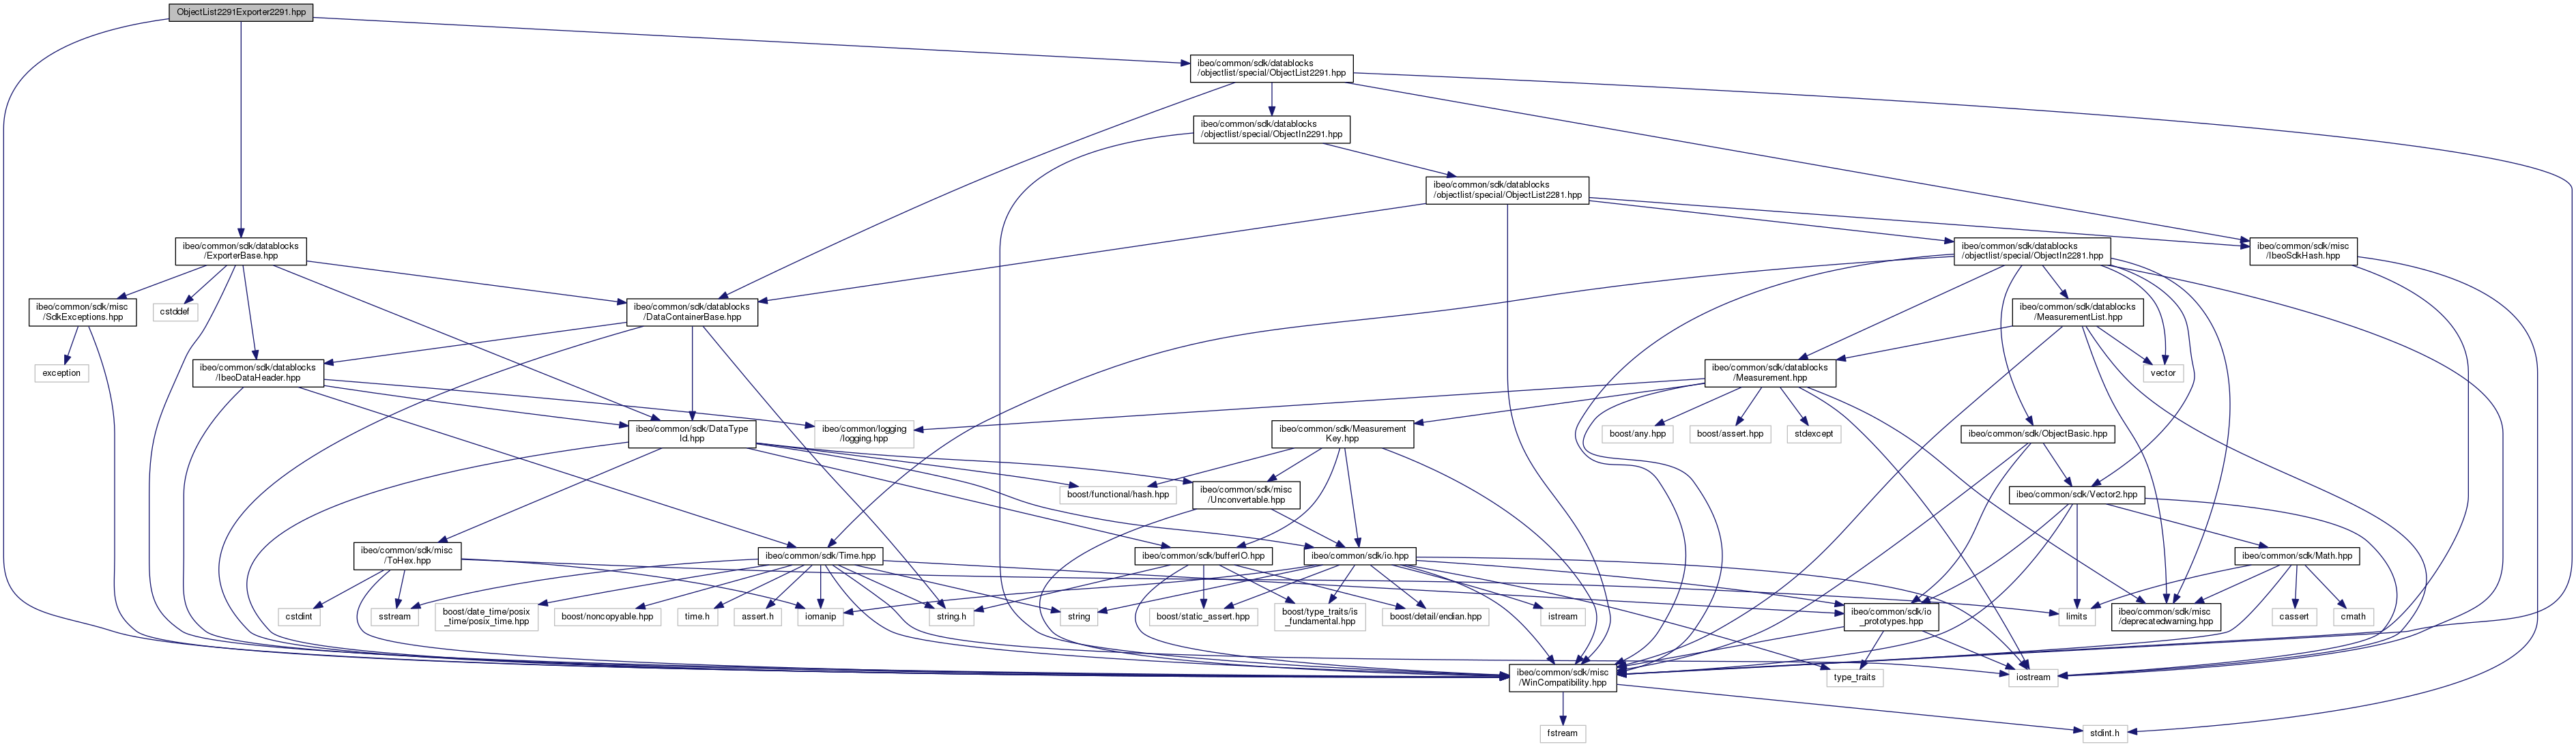 ObjectList2291Exporter2291.hpp
ibeo/common/sdk/datablocks
/objectlist/special/ObjectList2291.hpp
ibeo/common/sdk/datablocks
/objectlist/special/ObjectIn2291.hpp
ibeo/common/sdk/datablocks
/objectlist/special/ObjectList2281.hpp
ibeo/common/sdk/datablocks
/ExporterBase.hpp
ibeo/common/sdk/datablocks
/objectlist/special/ObjectIn2281.hpp
ibeo/common/sdk/misc
/IbeoSdkHash.hpp
ibeo/common/sdk/misc
/SdkExceptions.hpp
cstddef
ibeo/common/sdk/datablocks
/DataContainerBase.hpp
ibeo/common/sdk/datablocks
/MeasurementList.hpp
exception
ibeo/common/sdk/datablocks
/IbeoDataHeader.hpp
ibeo/common/sdk/datablocks
/Measurement.hpp
vector
ibeo/common/sdk/DataType
Id.hpp
ibeo/common/logging
/logging.hpp
ibeo/common/sdk/Measurement
Key.hpp
boost/any.hpp
boost/assert.hpp
stdexcept
ibeo/common/sdk/ObjectBasic.hpp
boost/functional/hash.hpp
ibeo/common/sdk/misc
/Unconvertable.hpp
ibeo/common/sdk/Vector2.hpp
ibeo/common/sdk/misc
/ToHex.hpp
ibeo/common/sdk/Time.hpp
ibeo/common/sdk/bufferIO.hpp
ibeo/common/sdk/io.hpp
ibeo/common/sdk/Math.hpp
cstdint
sstream
boost/date_time/posix
_time/posix_time.hpp
boost/noncopyable.hpp
time.h
assert.h
iomanip
string.h
string
boost/static_assert.hpp
boost/type_traits/is
_fundamental.hpp
boost/detail/endian.hpp
istream
ibeo/common/sdk/io
_prototypes.hpp
limits
ibeo/common/sdk/misc
/deprecatedwarning.hpp
cassert
cmath
ibeo/common/sdk/misc
/WinCompatibility.hpp
type_traits
iostream
fstream
stdint.h